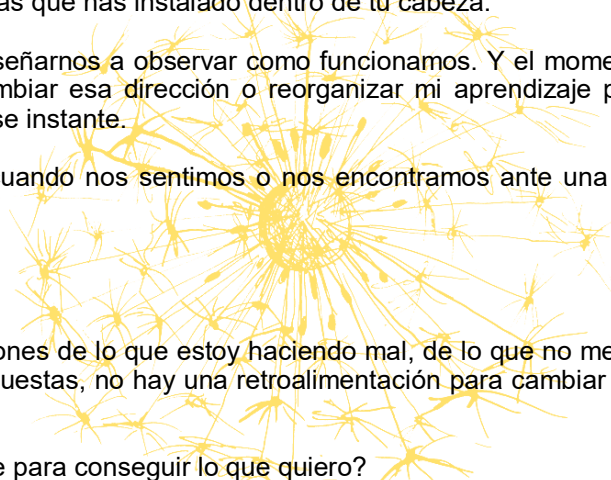 as que has instalado dentro de tu cabeza.
señarnos a observar como funcionamos. Y el mome
mbiar esa dirección o reorganizar mi aprendizaje p
se instante.
uando nos sentimos o nos encontramos ante una
ones de lo que estoy haciendo mal, de lo que no me
uestas, no hay una retroalimentación para cambiar
e para conseguir lo que quiero?